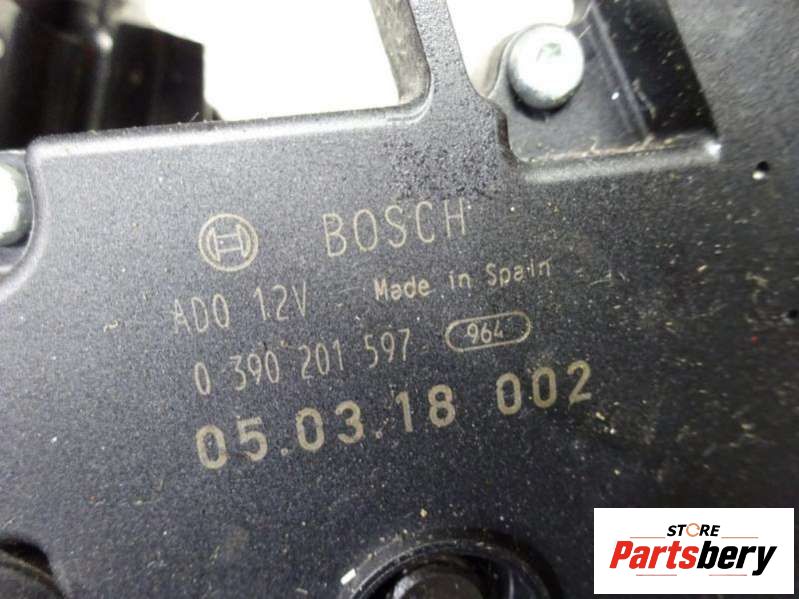 BOSCH
ADO 12V Made in Spain
0 390 201 597 964
05.03.18 002
STORE
Partsbery